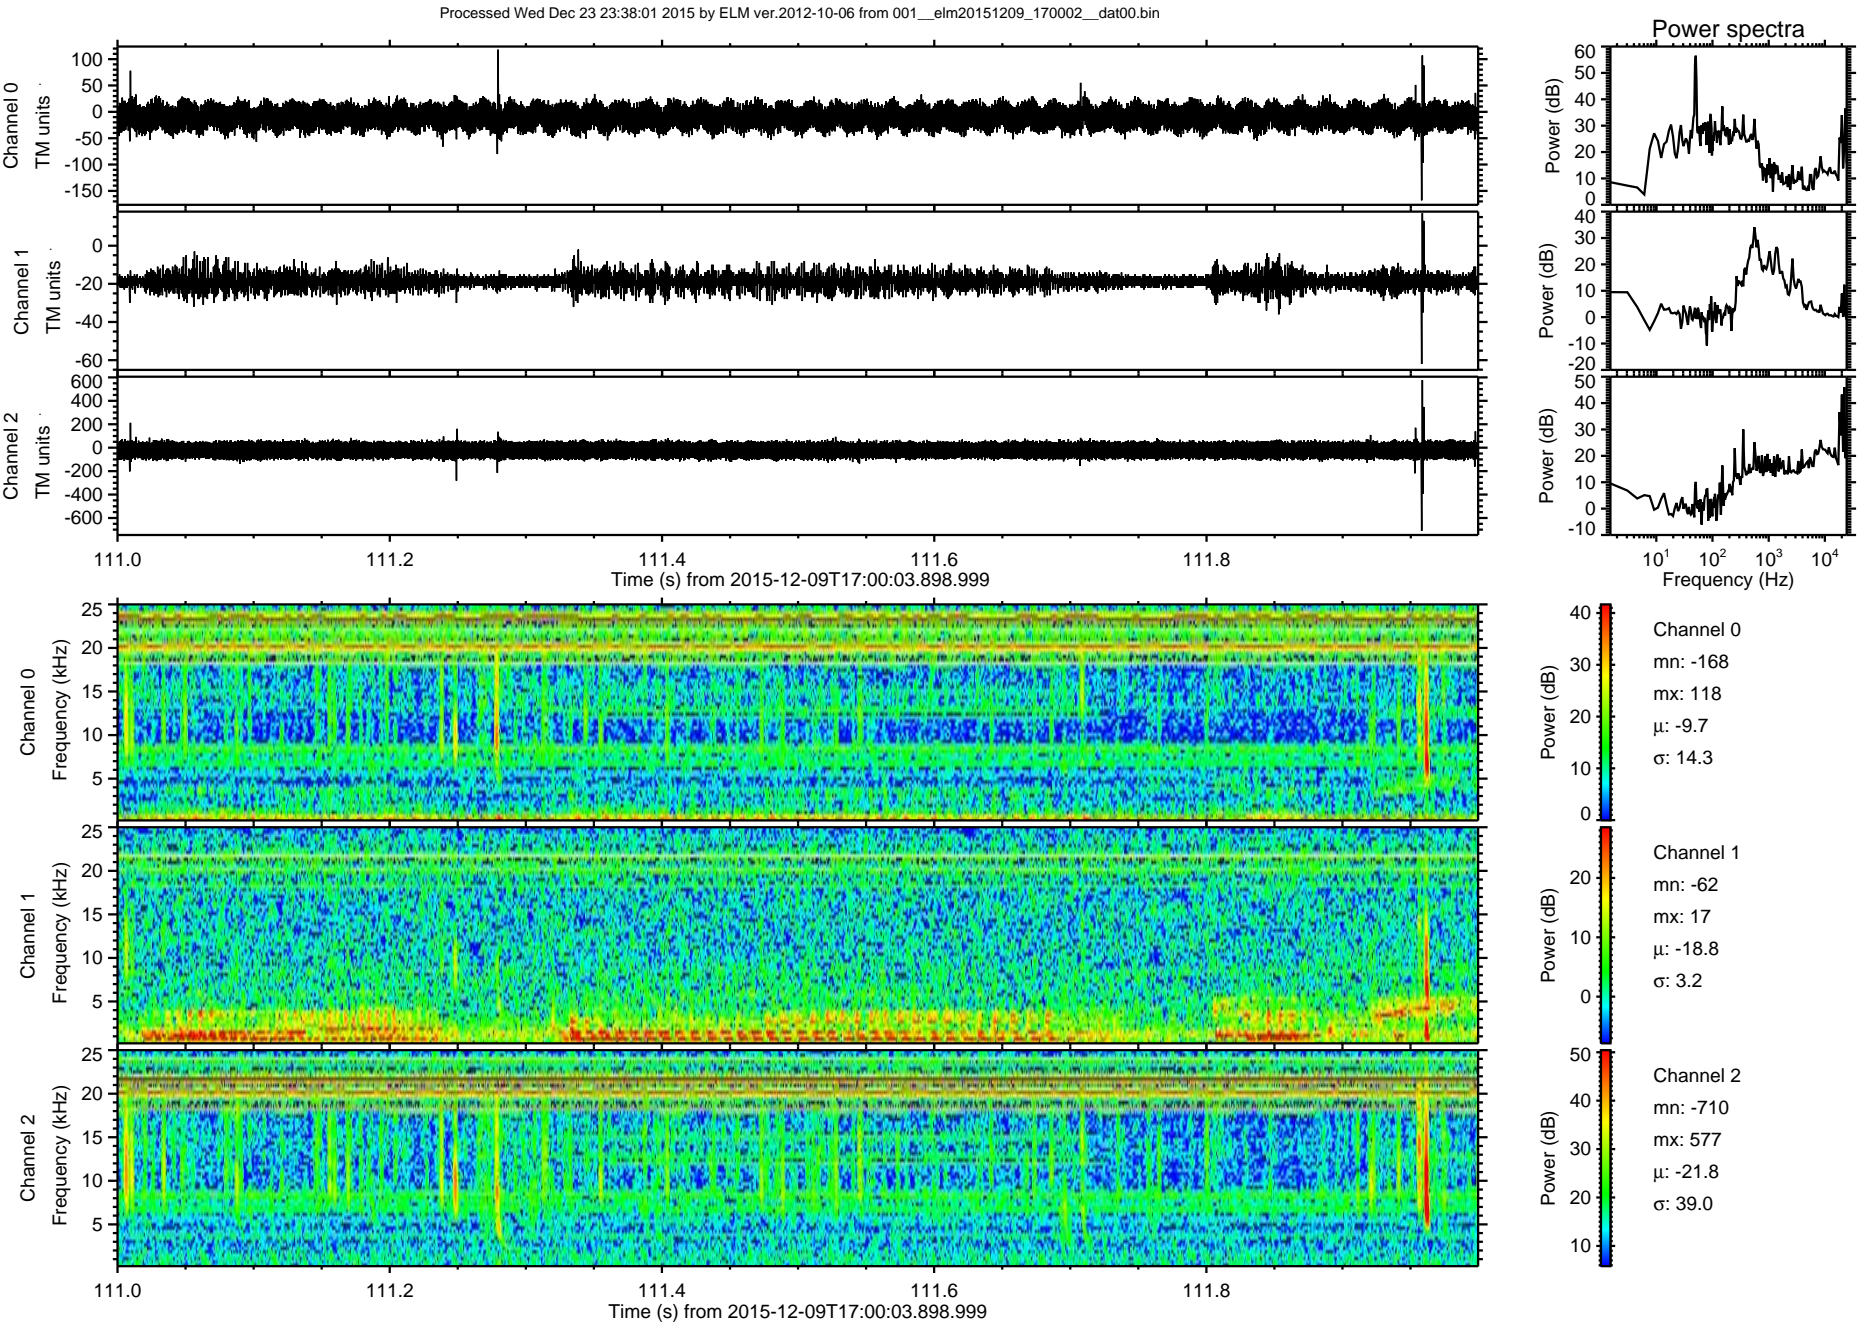 Processed Wed Dec 23 23:38:01 2015 by ELM ver.2012-10-06 from 001__elm20151209_170002__dat00.bin
Power spectra
Channel 0
TM units
100
50
0
-50
-100
-150
Power (dB)
60
50
40
30
20
10
0
Channel 1
TM units
0
-20
-40
-60
Power (dB)
40
30
20
10
0
-10
-20
Channel 2
TM units
600
400
200
0
-200
-400
-600
Power (dB)
50
40
30
20
10
0
-10
111.0 111.2 111.4 111.6 111.8
Time (s) from 2015-12-09T17:00:03.898.999
10¹ 10² 10³ 10⁴
Frequency (Hz)
Channel 0
Frequency (kHz)
25
20
15
10
5
Power (dB)
40
30
20
10
0
Channel 0
mn: -168
mx: 118
µ: -9.7
σ: 14.3
Channel 1
Frequency (kHz)
25
20
15
10
5
Power (dB)
20
10
0
Channel 1
mn: -62
mx: 17
µ: -18.8
σ: 3.2
Channel 2
Frequency (kHz)
25
20
15
10
5
Power (dB)
50
40
30
20
10
Channel 2
mn: -710
mx: 577
µ: -21.8
σ: 39.0
111.0 111.2 111.4 111.6 111.8
Time (s) from 2015-12-09T17:00:03.898.999